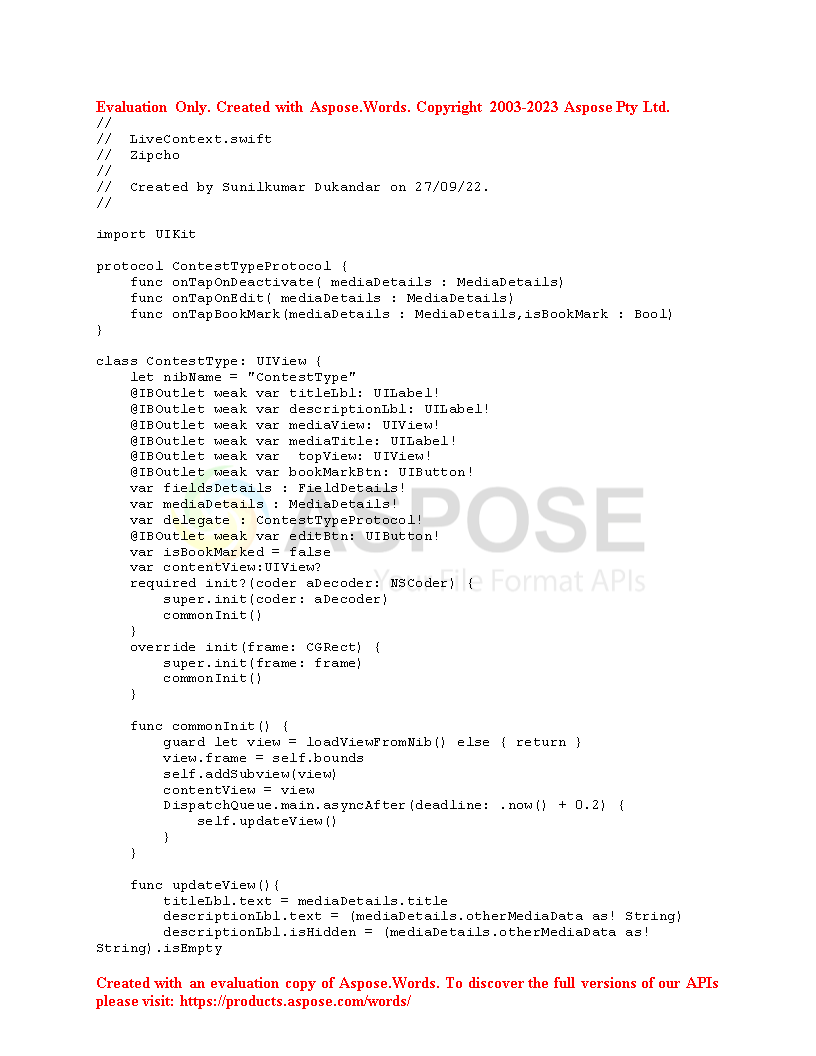 Evaluation Only. Created with Aspose.Words. Copyright 2003-2023 Aspose Pty Ltd.
//
//  LiveContext.swift
//  Zipcho
//
//  Created by Sunilkumar Dukandar on 27/09/22.
//
import UIKit
protocol ContestTypeProtocol {
    func onTapOnDeactivate( mediaDetails : MediaDetails)
    func onTapOnEdit( mediaDetails : MediaDetails)
    func onTapBookMark(mediaDetails : MediaDetails,isBookMark : Bool)
}
class ContestType: UIView {
    let nibName = "ContestType"
    @IBOutlet weak var titleLbl: UILabel!
    @IBOutlet weak var descriptionLbl: UILabel!
    @IBOutlet weak var mediaView: UIView!
    @IBOutlet weak var mediaTitle: UILabel!
    @IBOutlet weak var  topView: UIView!
    @IBOutlet weak var bookMarkBtn: UIButton!
    var fieldsDetails : FieldDetails!
    var mediaDetails : MediaDetails!
    var delegate : ContestTypeProtocol!
    @IBOutlet weak var editBtn: UIButton!
    var isBookMarked = false
    var contentView:UIView?
    required init?(coder aDecoder: NSCoder) {
        super.init(coder: aDecoder)
        commonInit()
    }
    override init(frame: CGRect) {
        super.init(frame: frame)
        commonInit()
    }
    func commonInit() {
        guard let view = loadViewFromNib() else { return }
        view.frame = self.bounds
        self.addSubview(view)
        contentView = view
        DispatchQueue.main.asyncAfter(deadline: .now() + 0.2) {
            self.updateView()
        }
    }
    func updateView(){
        titleLbl.text = mediaDetails.title
        descriptionLbl.text = (mediaDetails.otherMediaData as! String)
        descriptionLbl.isHidden = (mediaDetails.otherMediaData as!
String).isEmpty
ASPOSE
Your File Format APIs
Created with an evaluation copy of Aspose.Words. To discover the full versions of our APIs
please visit: https://products.aspose.com/words/